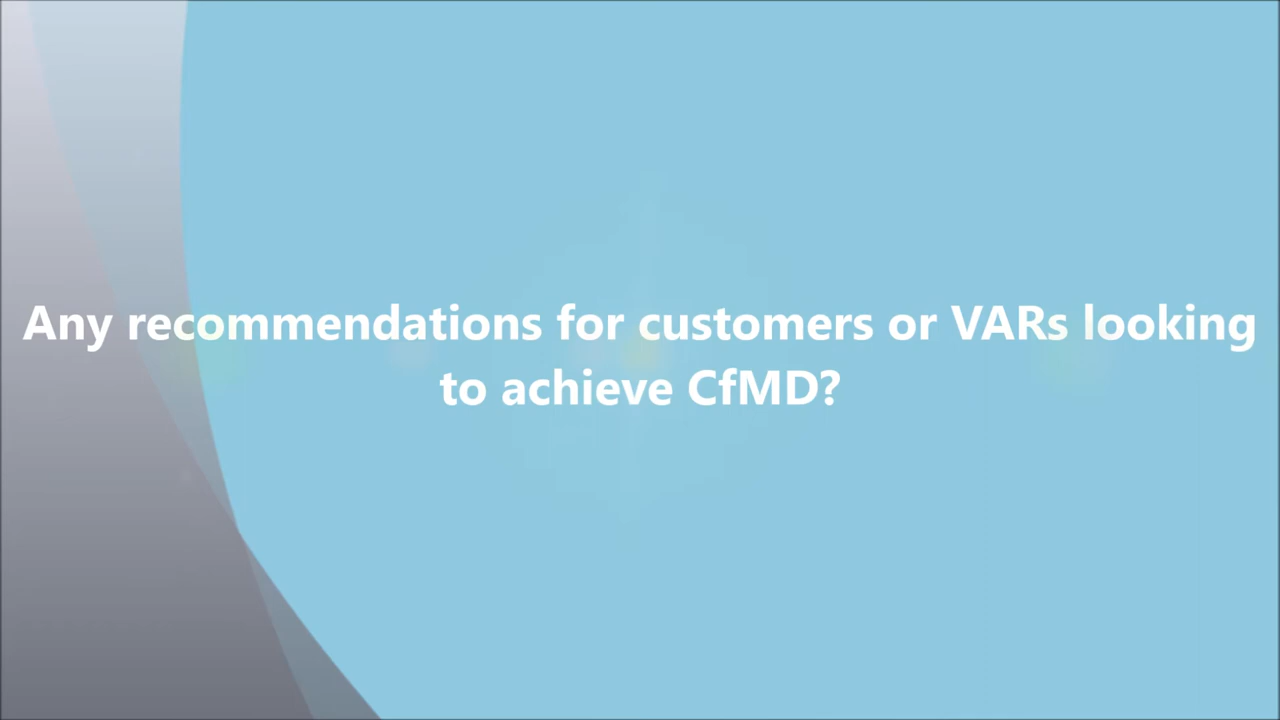 Any recommendations for customers or VARs looking
to achieve CfMD?